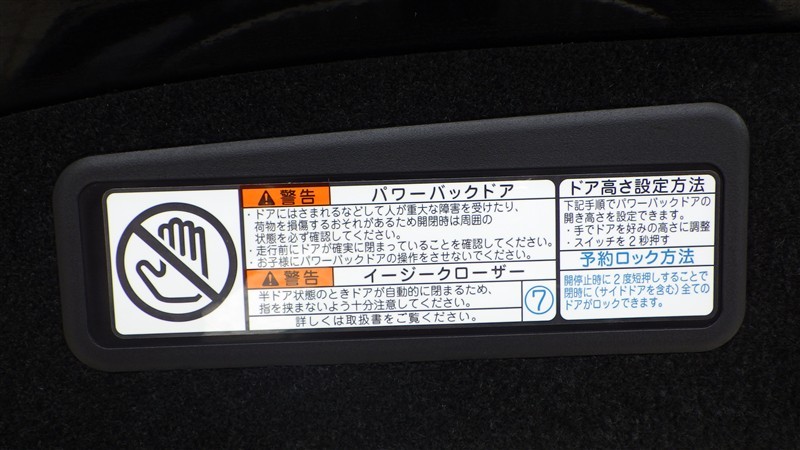 警告 パワーバックドア
・ドアにはさまれるなどして人が重大な障害を受けたり、
荷物を損傷するおそれがあるため開閉時は周囲の
状態を必ず確認してください。
・走行前にドアが確実に閉まっていることを確認してください。
・お子様にパワーバックドアの操作をさせないでください。
警告 イージークローザー
半ドア状態のときドアが自動的に閉まるため、
指を挟まないよう十分注意してください。
詳しくは取扱書をご覧ください。
⑦
ドア高さ設定方法
下記手順でパワーバックドアの
開き高さを設定できます。
・手でドアを好みの高さに調整
・スイッチを2秒押す
予約ロック方法
開停止時に2度短押しすることで
閉時に(サイドドアを含む)全ての
ドアがロックできます。